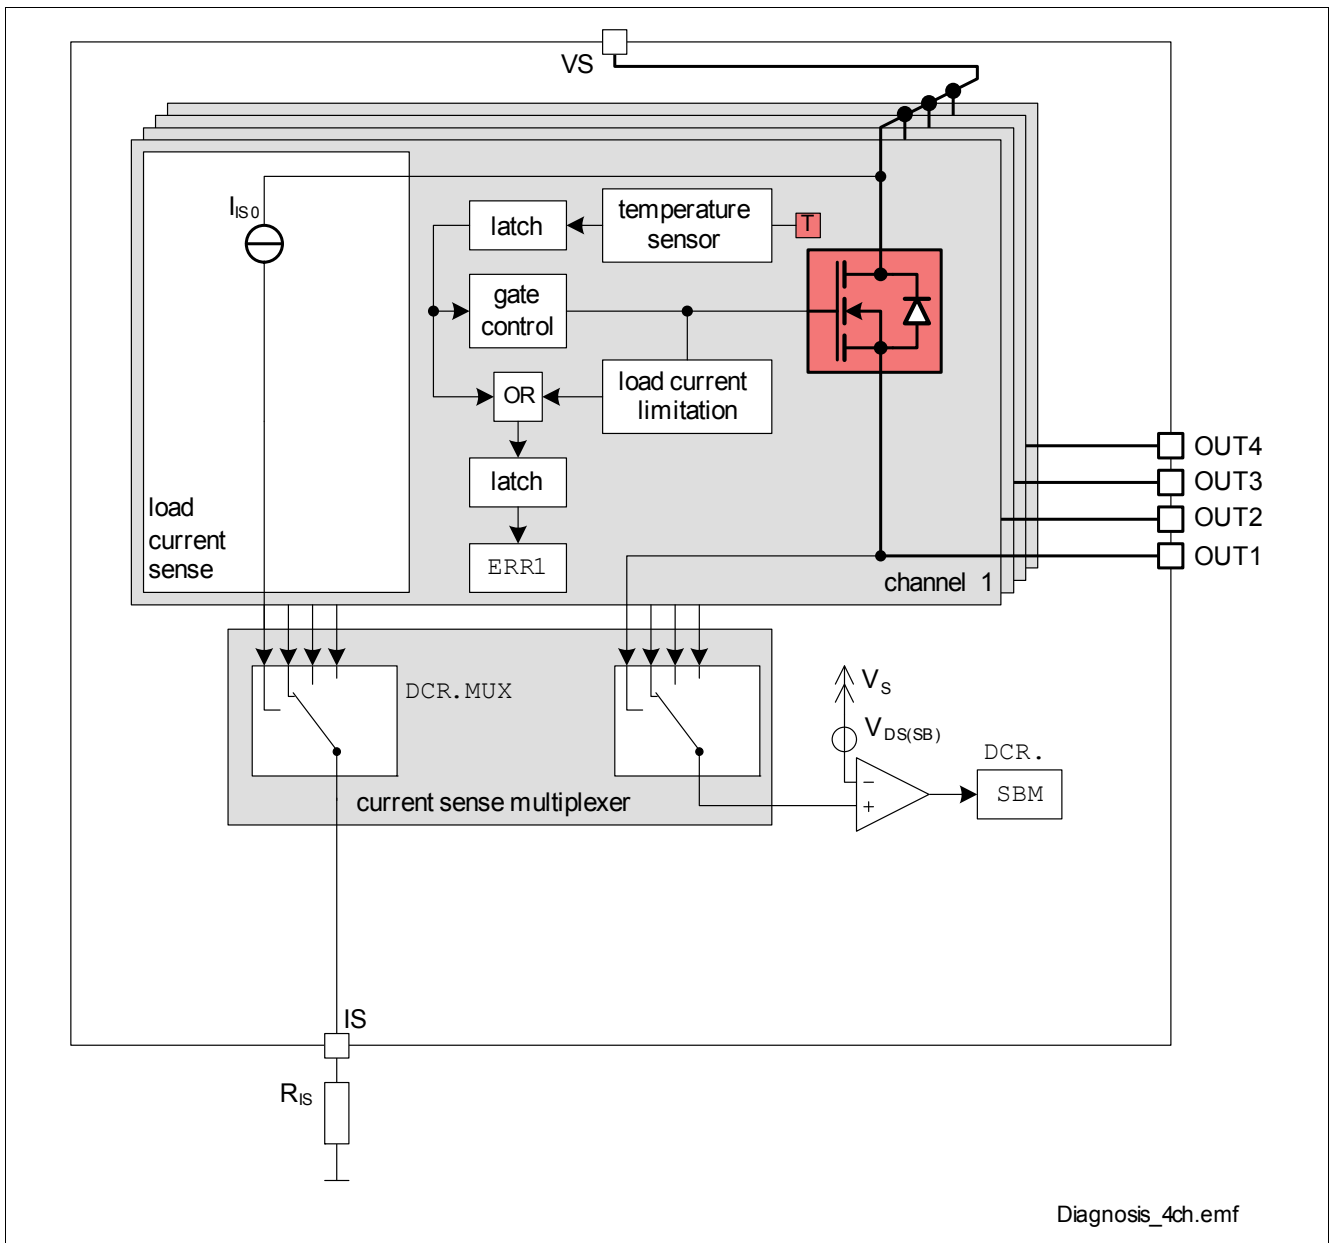 VS
I IS0
latch
temperature
sensor
T
gate
control
OR
load current
limitation
latch
ERR1
load
current
sense
channel 1
OUT4
OUT3
OUT2
OUT1
DCR.MUX
current sense multiplexer
VS
VDS(SB)
−
+
DCR.
SBM
IS
RIS
Diagnosis_4ch.emf